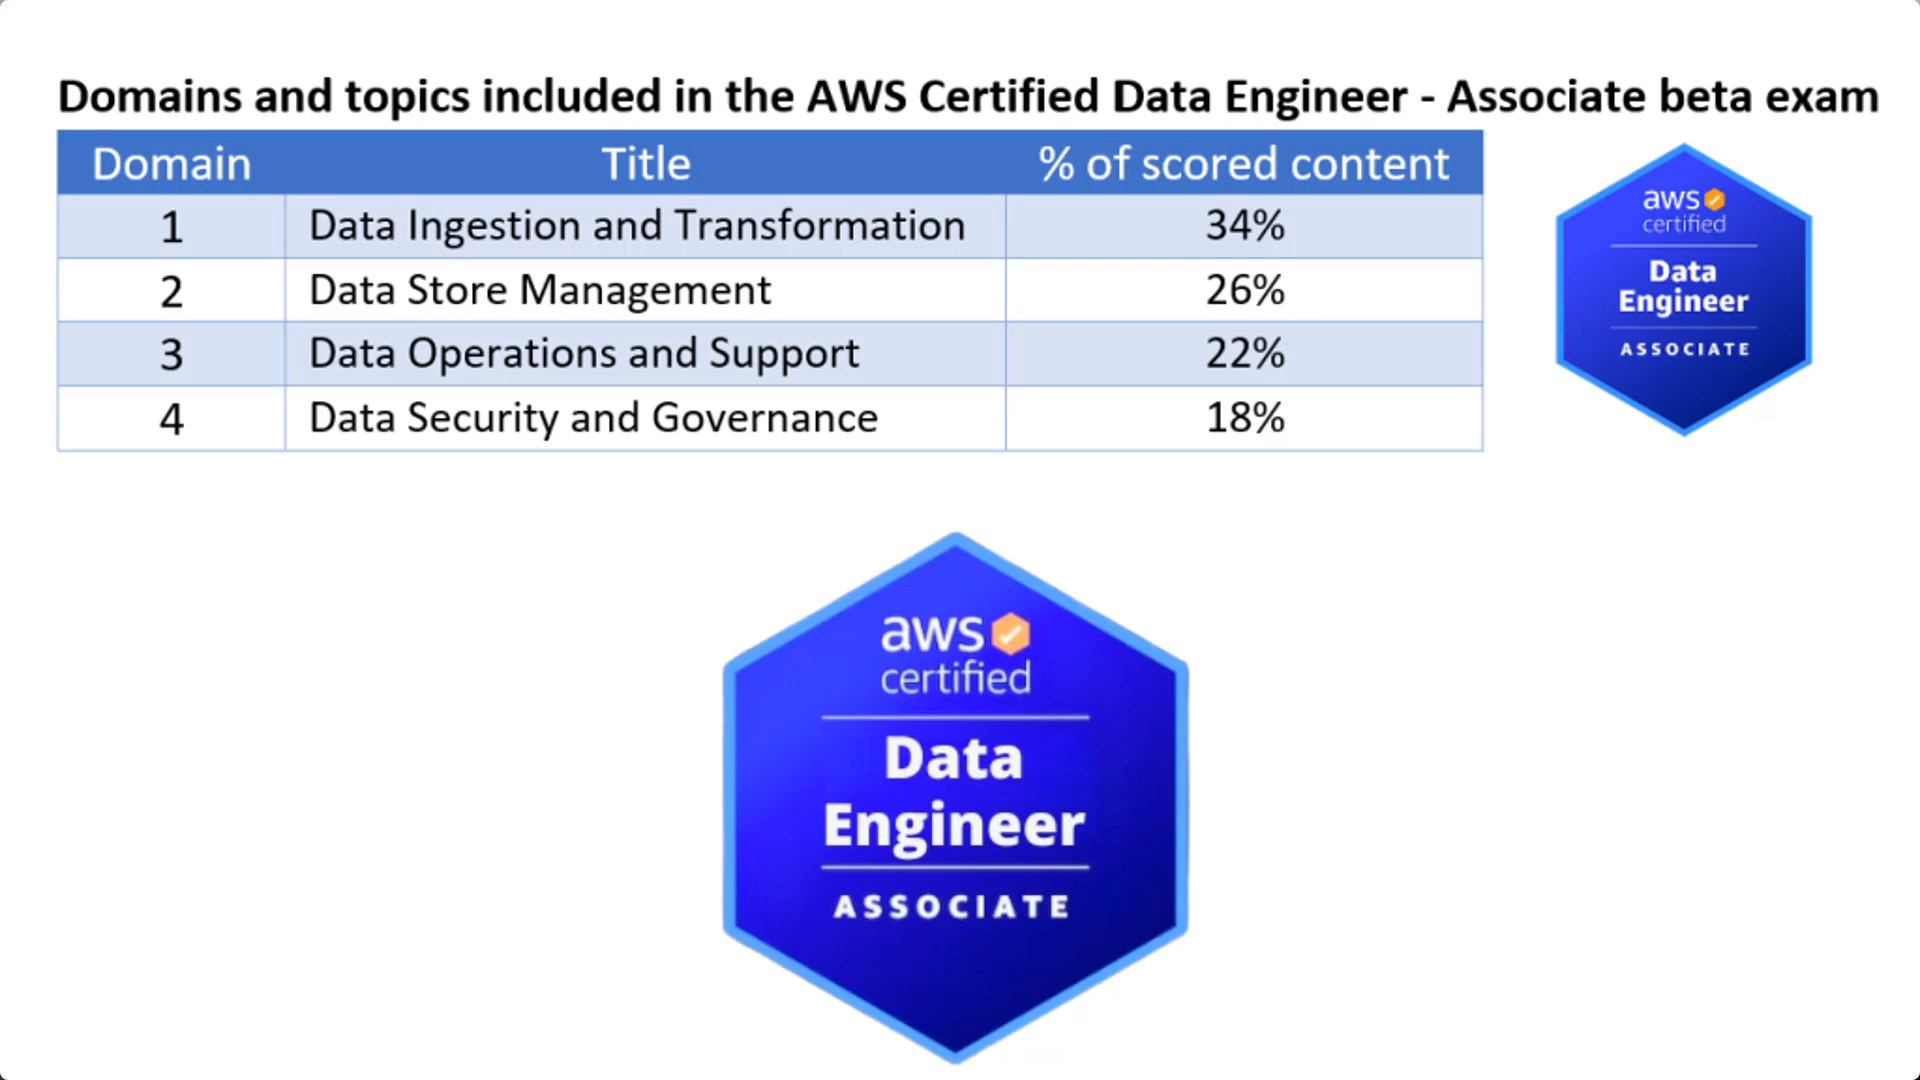 Domains and topics included in the AWS Certified Data Engineer - Associate beta exam
Domain Title % of scored content
1 Data Ingestion and Transformation 34%
2 Data Store Management 26%
3 Data Operations and Support 22%
4 Data Security and Governance 18%
aws
certified
Data
Engineer
ASSOCIATE
aws
certified
Data
Engineer
ASSOCIATE